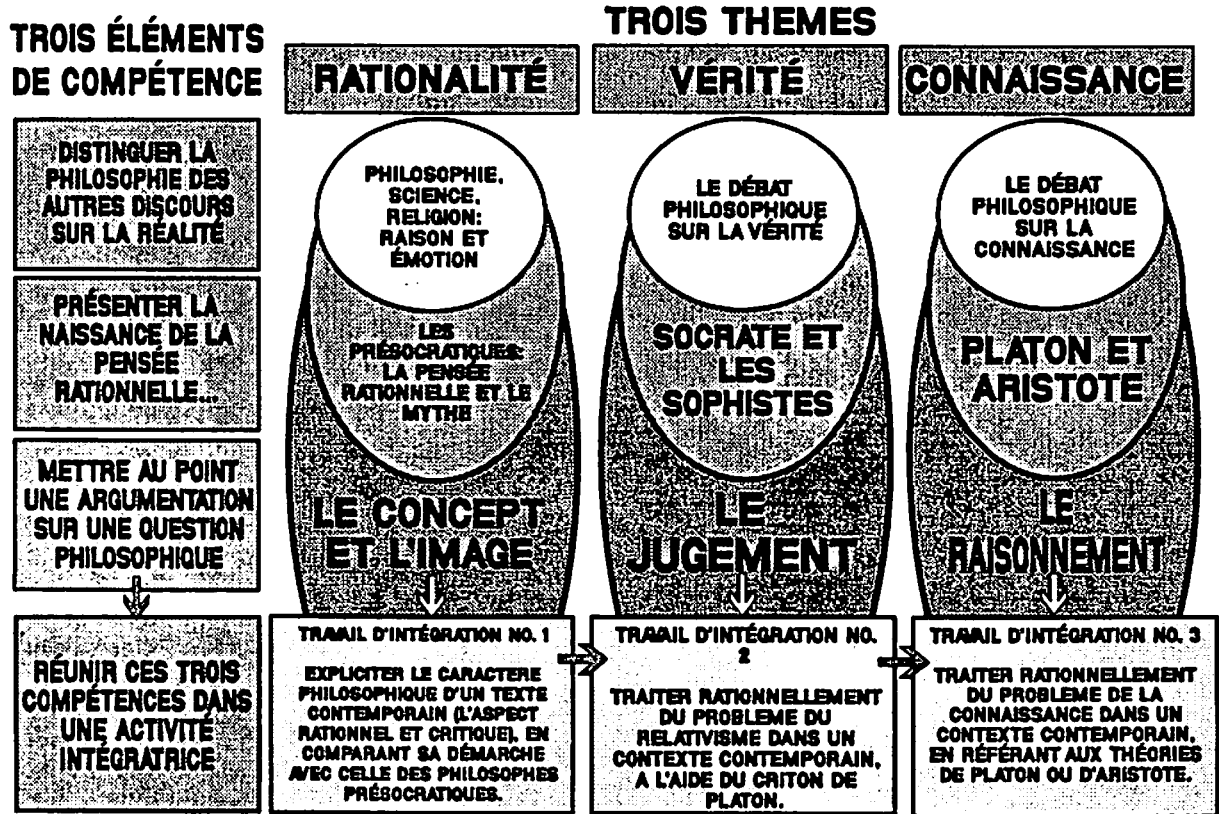 TROIS THEMES
TROIS ÉLÉMENTS
DE COMPÉTENCE
RATIONALITÉ
VÉRITÉ
CONNAISSANCE
DISTINGUER LA
PHILOSOPHIE DES
AUTRES DISCOURS
SUR LA RÉALITÉ
PHILOSOPHIE,
SCIENCE,
RELIGION:
RAISON ET
ÉMOTION
LE DÉBAT
PHILOSOPHIQUE
SUR LA VÉRITÉ
LE DÉBAT
PHILOSOPHIQUE
SUR LA
CONNAISSANCE
PRÉSENTER LA
NAISSANCE DE LA
PENSÉE
RATIONNELLE...
LES
PRÉSOCRATIQUES:
LA PENSÉE
RATIONNELLE ET LE
MYTHE
SOCRATE ET
LES
SOPHISTES
PLATON ET
ARISTOTE
METTRE AU POINT
UNE ARGUMENTATION
SUR UNE QUESTION
PHILOSOPHIQUE
LE CONCEPT
ET L'IMAGE
LE
JUGEMENT
LE
RAISONNEMENT
RÉUNIR CES TROIS
COMPÉTENCES DANS
UNE ACTIVITÉ
INTÉGRATRICE
TRAVAIL D'INTÉGRATION NO. 1
EXPLICITER LE CARACTERE
PHILOSOPHIQUE D'UN TEXTE
CONTEMPORAIN (L'ASPECT
RATIONNEL ET CRITIQUE), EN
COMPARANT SA DÉMARCHE
AVEC CELLE DES PHILOSOPHES
PRÉSOCRATIQUES.
TRAVAIL D'INTÉGRATION NO.
2
TRAITER RATIONNELLEMENT
DU PROBLEME DU
RELATIVISME DANS UN
CONTEXTE CONTEMPORAIN,
A L'AIDE DU CRITON DE
PLATON.
TRAVAIL D'INTÉGRATION NO. 3
TRAITER RATIONNELLEMENT
DU PROBLEME DE LA
CONNAISSANCE DANS UN
CONTEXTE CONTEMPORAIN,
EN RÉFÉRANT AUX THÉORIES
DE PLATON OU D'ARISTOTE.